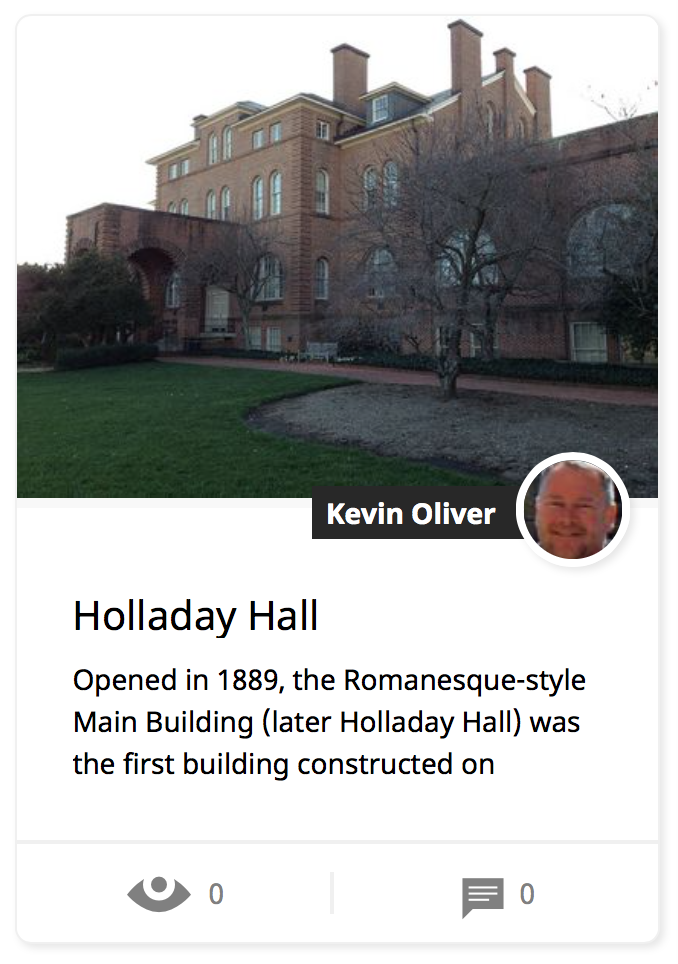 Kevin Oliver
Holladay Hall
Opened in 1889, the Romanesque-style
Main Building (later Holladay Hall) was
the first building constructed on
0
0